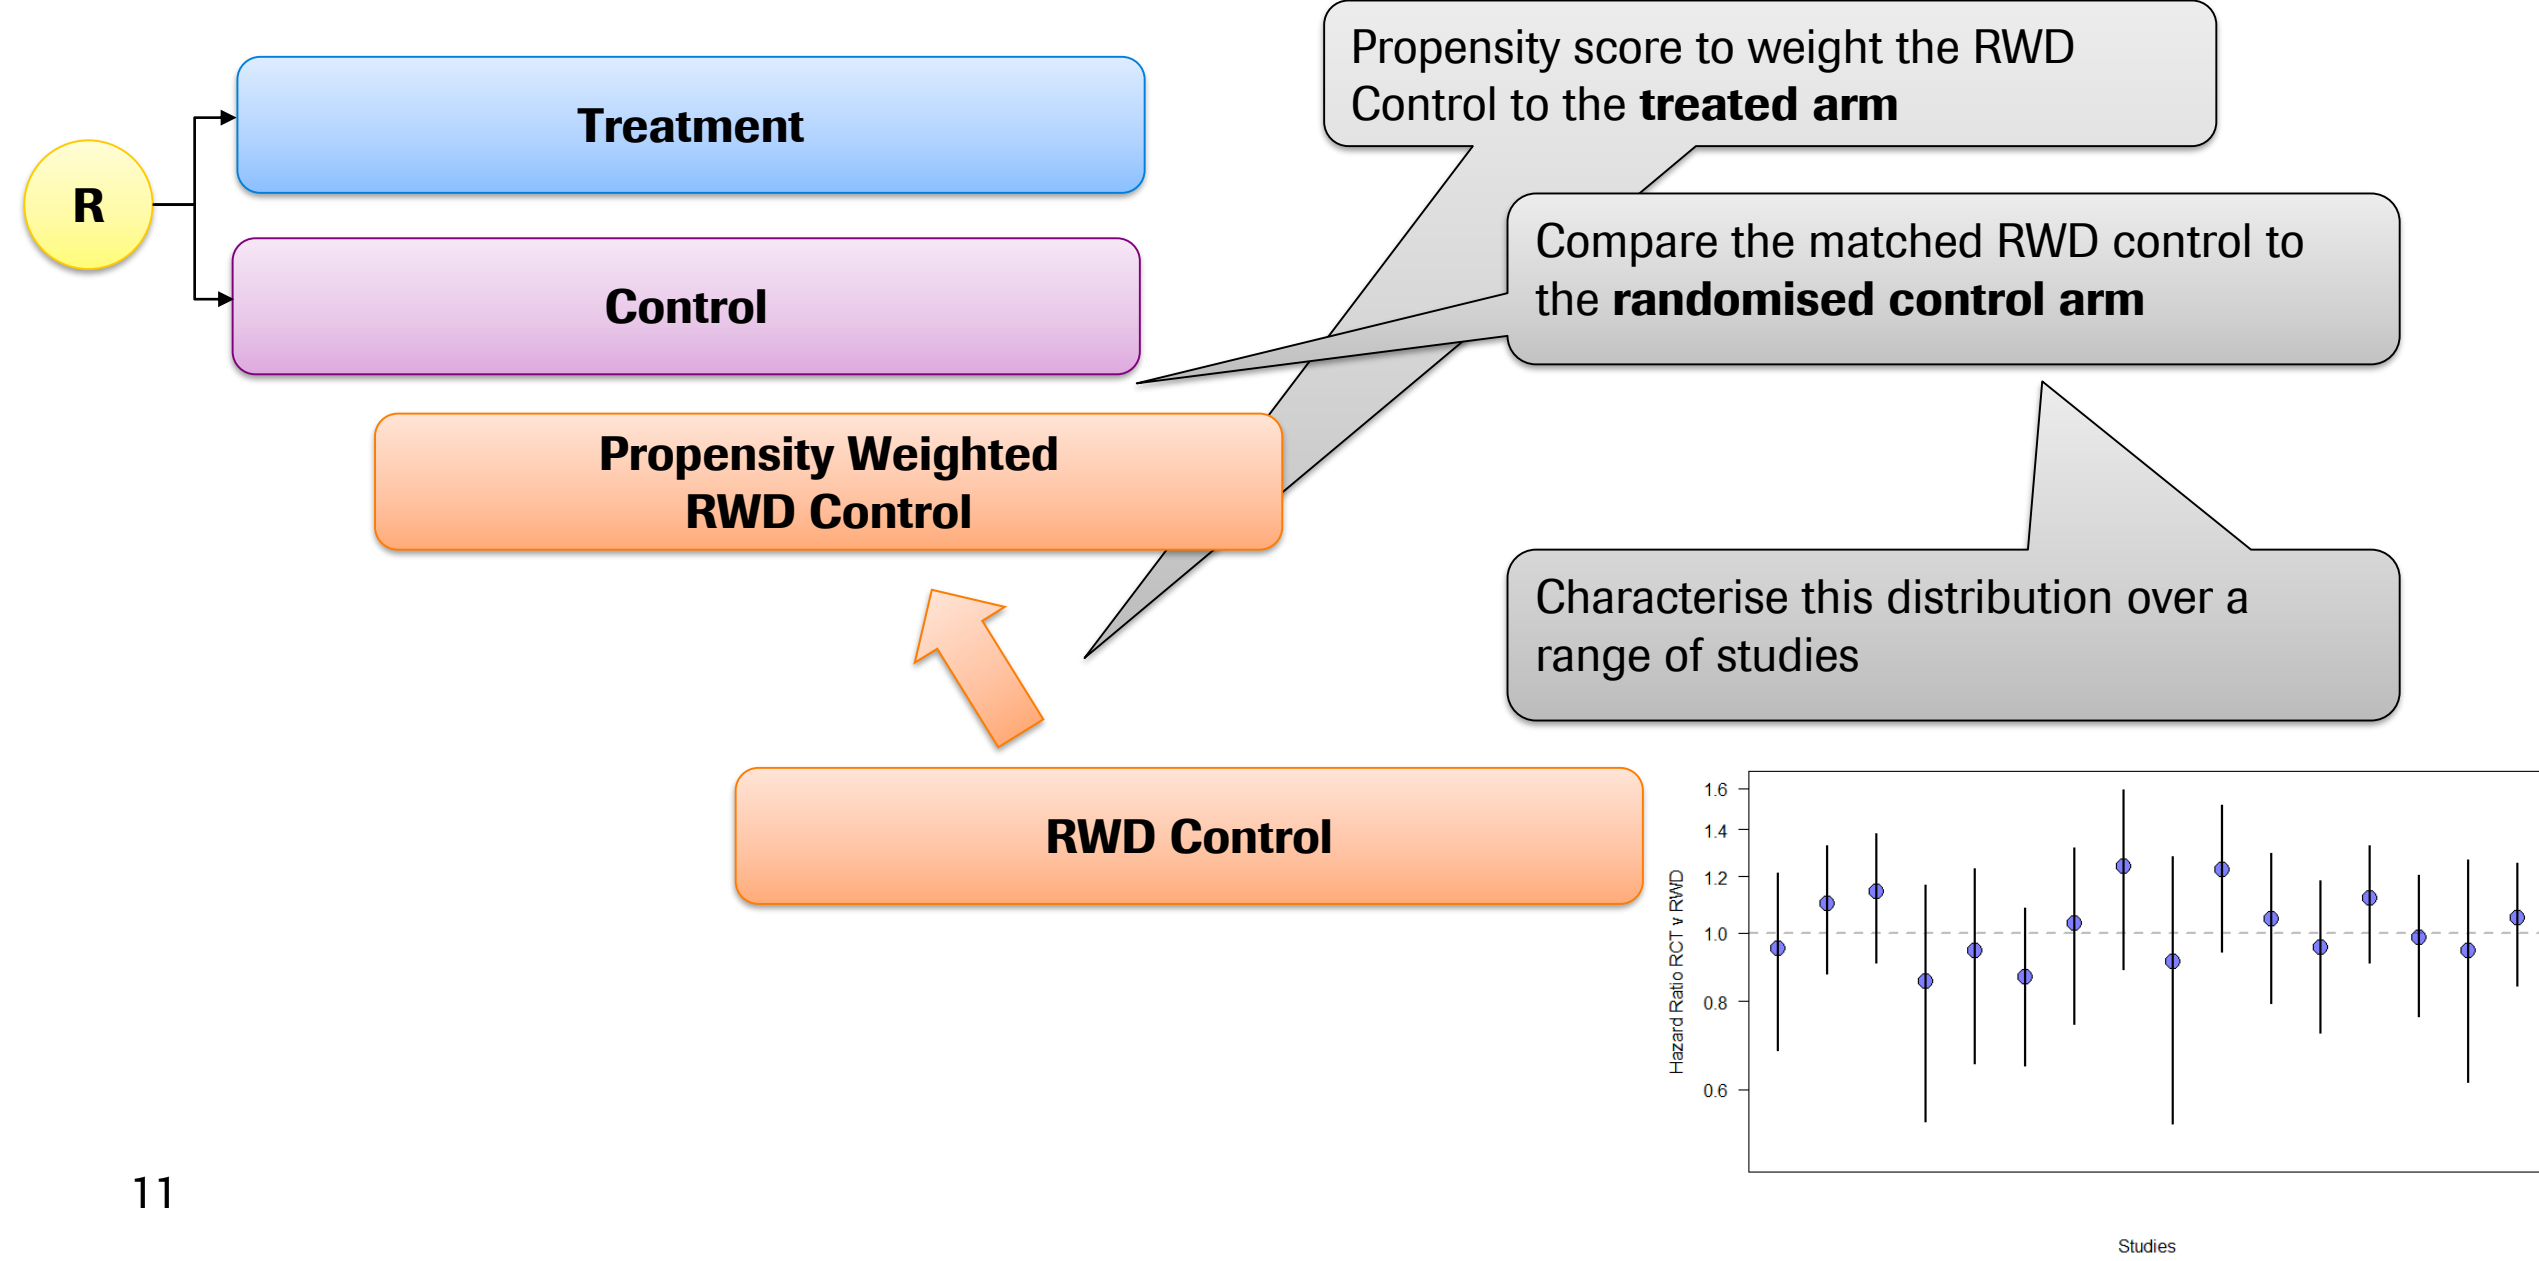 Propensity score to weight the RWD
Control to the treated arm
Treatment
R
Compare the matched RWD control to
the randomised control arm
Control
Propensity Weighted
RWD Control
Characterise this distribution over a
range of studies
RWD Control
1.6
1.4
1.2
1.0
0.8
0.6
Hazard Ratio RCT v RWD
Studies
11